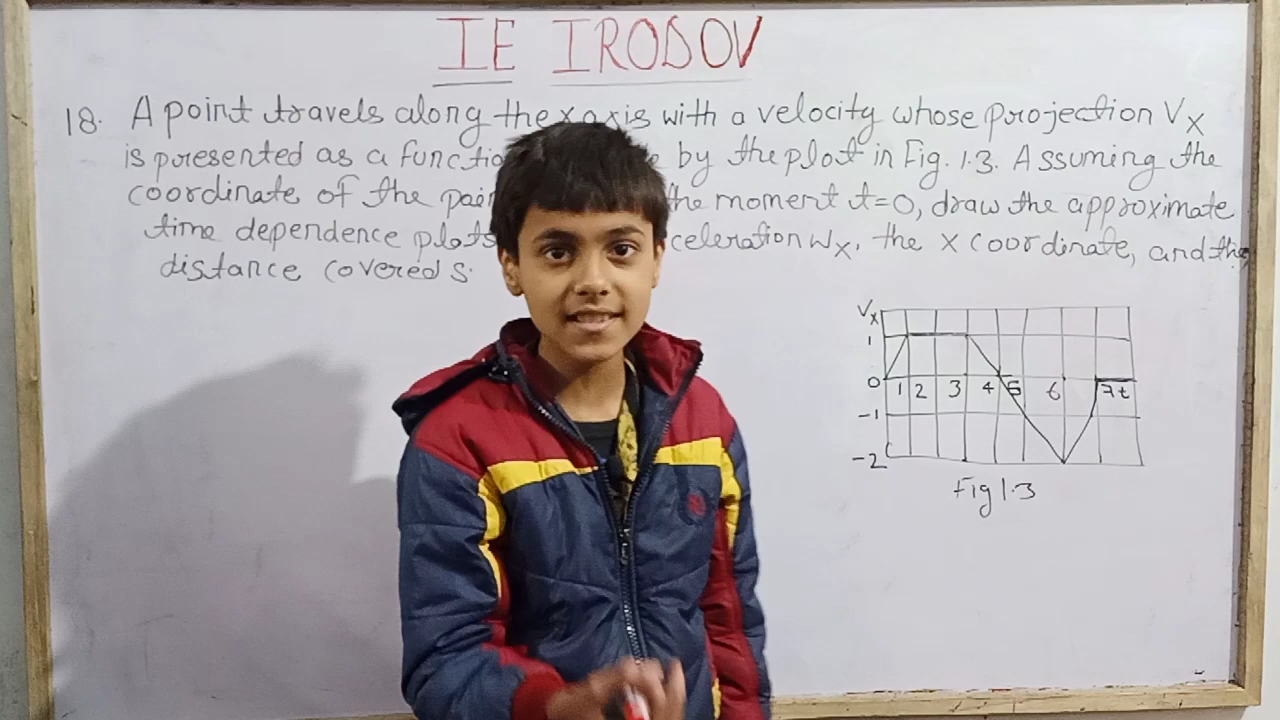 IE IRODOV
18. A point travels along the x axis with a velocity whose projection Vx
is presented as a functio e by the plot in Fig. 1.3. Assuming the
coordinate of the poin the moment t=0, draw the approximate
time dependence plots celeration wx, the x coordinate, and the
distance covered s.
Vx
1
0 1 2 3 4 5 6 7 t
-1
-2
Fig 1.3